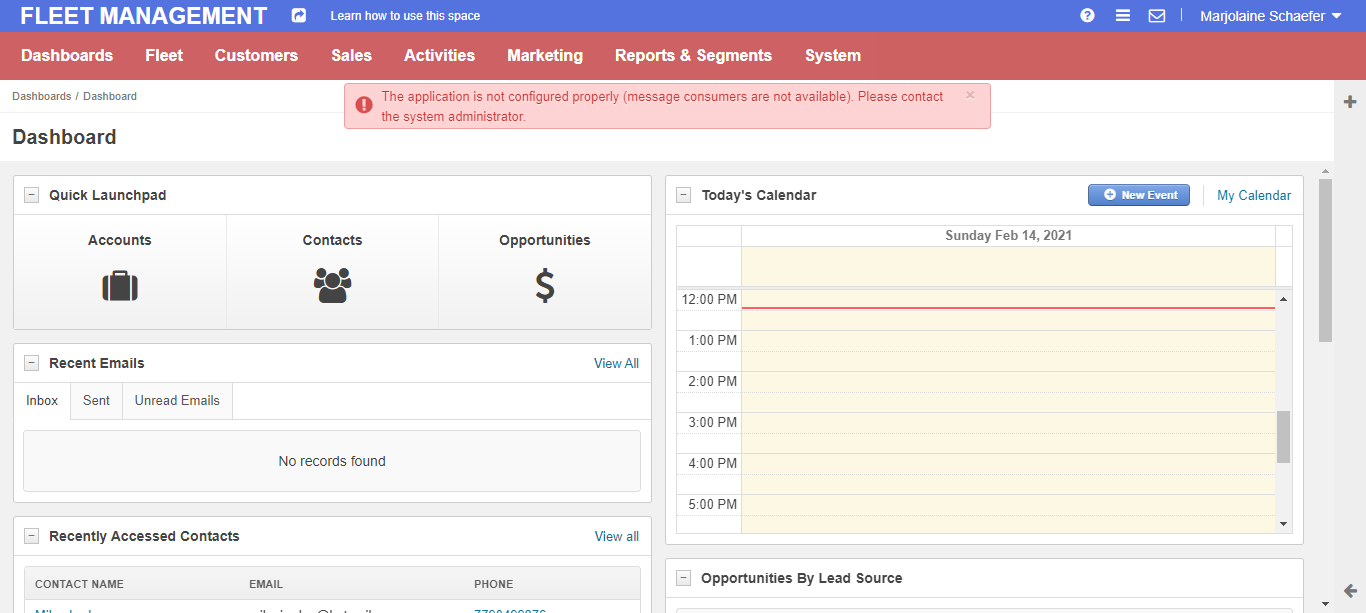 FLEET MANAGEMENT
Learn how to use this space
Marjolaine Schaefer
Dashboards Fleet Customers Sales Activities Marketing Reports & Segments System
Dashboards / Dashboard
The application is not configured properly (message consumers are not available). Please contact
the system administrator.
×
Dashboard
Quick Launchpad
Accounts Contacts Opportunities
Recent Emails View All
Inbox Sent Unread Emails
No records found
Recently Accessed Contacts View all
CONTACT NAME EMAIL PHONE
Today's Calendar New Event My Calendar
Sunday Feb 14, 2021
12:00 PM
1:00 PM
2:00 PM
3:00 PM
4:00 PM
5:00 PM
Opportunities By Lead Source